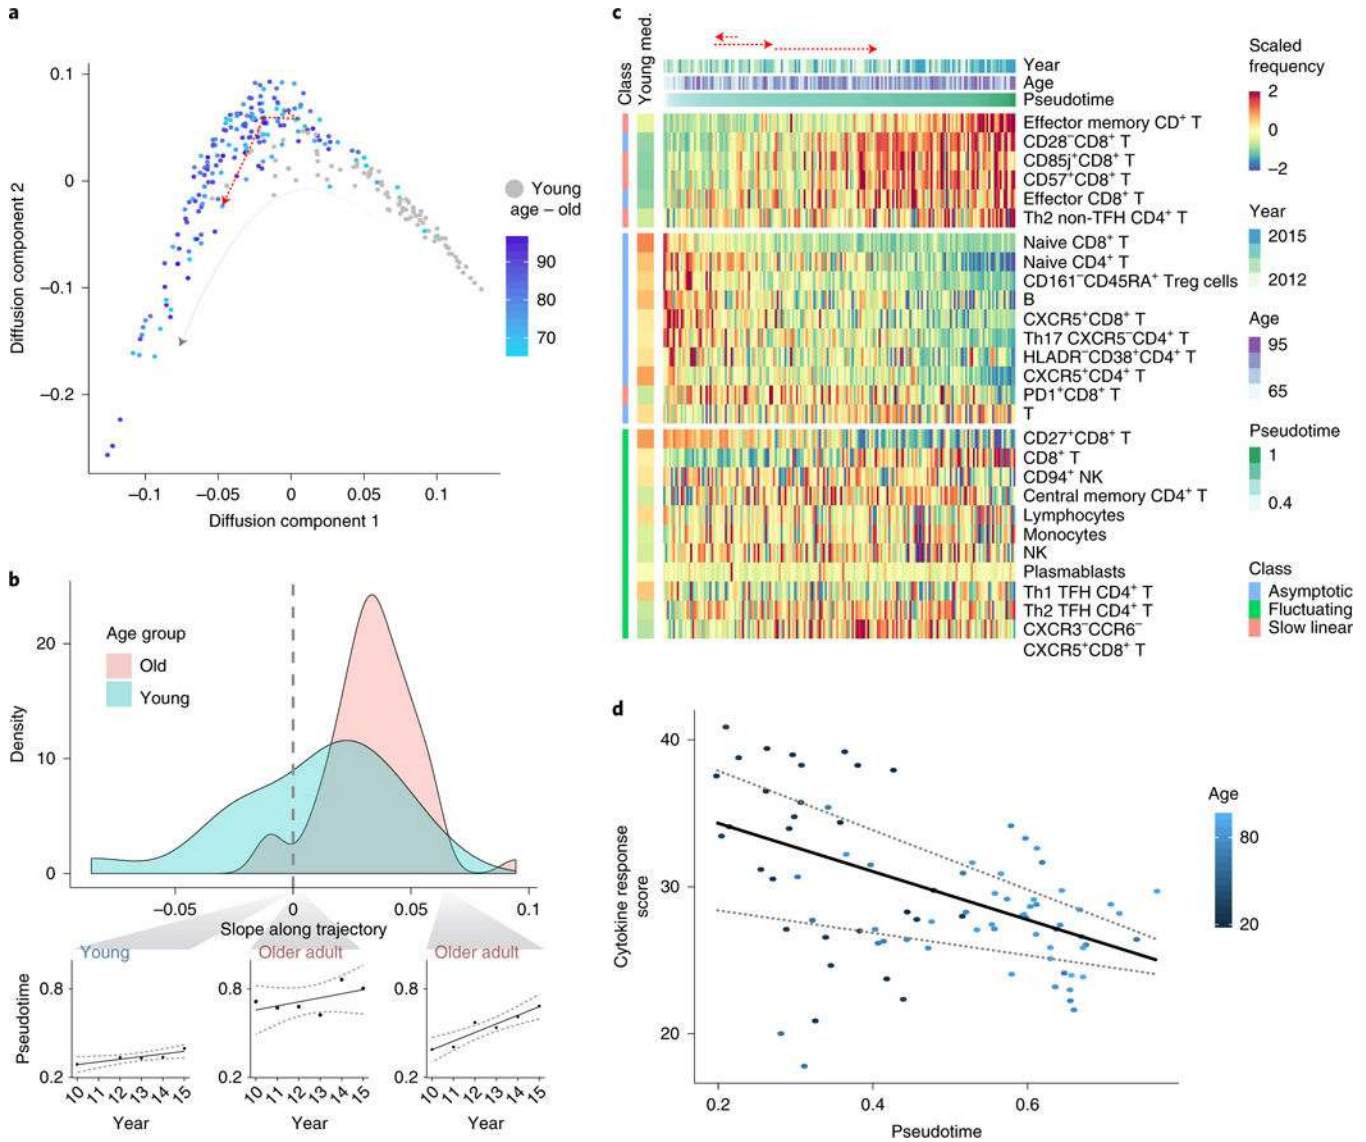 a
0.1
0
−0.1
−0.2
Diffusion component 2
−0.1
−0.05
0
0.05
0.1
Diffusion component 1
Young
age – old
90
80
70
b
20
10
0
Density
Age group
Old
Young
−0.05
0
0.05
0.1
Slope along trajectory
Young
Older adult
Older adult
Pseudotime
0.8
0.2
10 11 12 13 14 15
Year
0.8
0.2
10 11 12 13 14 15
Year
0.8
0.2
10 11 12 13 14 15
Year
c
Class
Young med.
Year
Age
Pseudotime
Effector memory CD⁺ T
CD28⁻CD8⁺ T
CD85j⁺CD8⁺ T
CD57⁺CD8⁺ T
Effector CD8⁺ T
Th2 non-TFH CD4⁺ T
Naive CD8⁺ T
Naive CD4⁺ T
CD161⁻CD45RA⁺ Treg cells
B
CXCR5⁺CD8⁺ T
Th17 CXCR5⁻CD4⁺ T
HLADR⁻CD38⁺CD4⁺ T
CXCR5⁺CD4⁺ T
PD1⁺CD8⁺ T
T
CD27⁺CD8⁺ T
CD8⁺ T
CD94⁺ NK
Central memory CD4⁺ T
Lymphocytes
Monocytes
NK
Plasmablasts
Th1 TFH CD4⁺ T
Th2 TFH CD4⁺ T
CXCR3⁻CCR6⁻
CXCR5⁺CD8⁺ T
Scaled
frequency
2
0
−2
Year
2015
2012
Age
95
65
Pseudotime
1
0.4
Class
Asymptotic
Fluctuating
Slow linear
d
40
30
20
Cytokine response
score
0.2
0.4
0.6
Pseudotime
Age
80
20